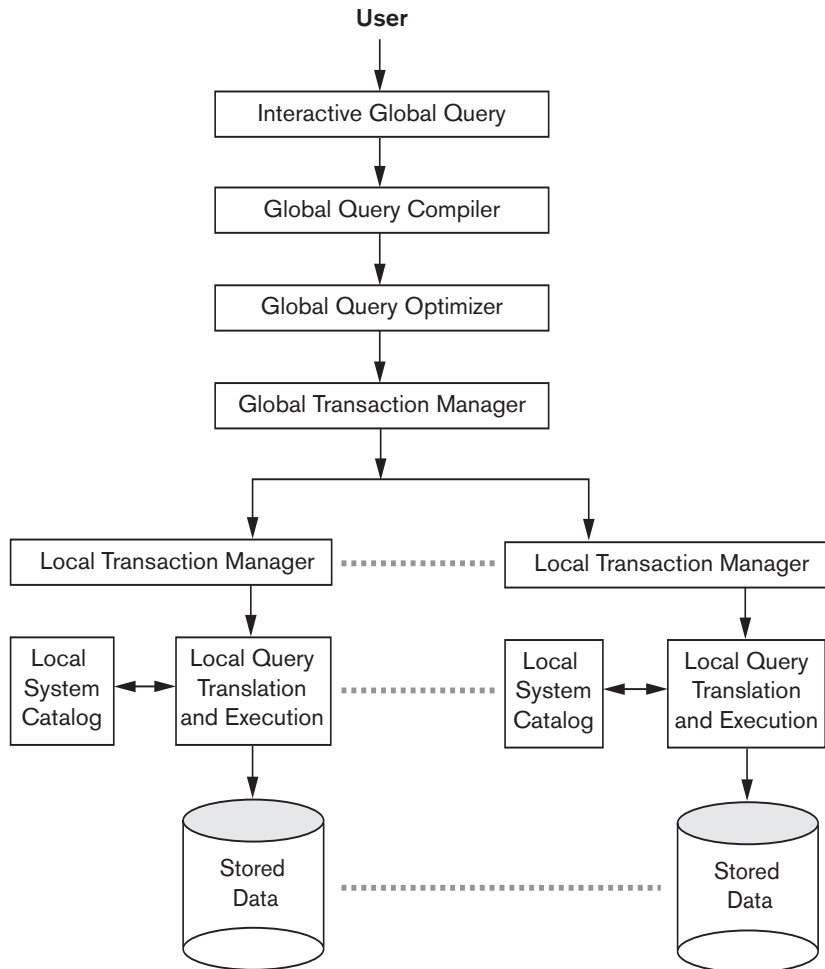 User
Interactive Global Query
Global Query Compiler
Global Query Optimizer
Global Transaction Manager
Local Transaction Manager
Local Transaction Manager
Local
System
Catalog
Local Query
Translation
and Execution
Local
System
Catalog
Local Query
Translation
and Execution
Stored
Data
Stored
Data